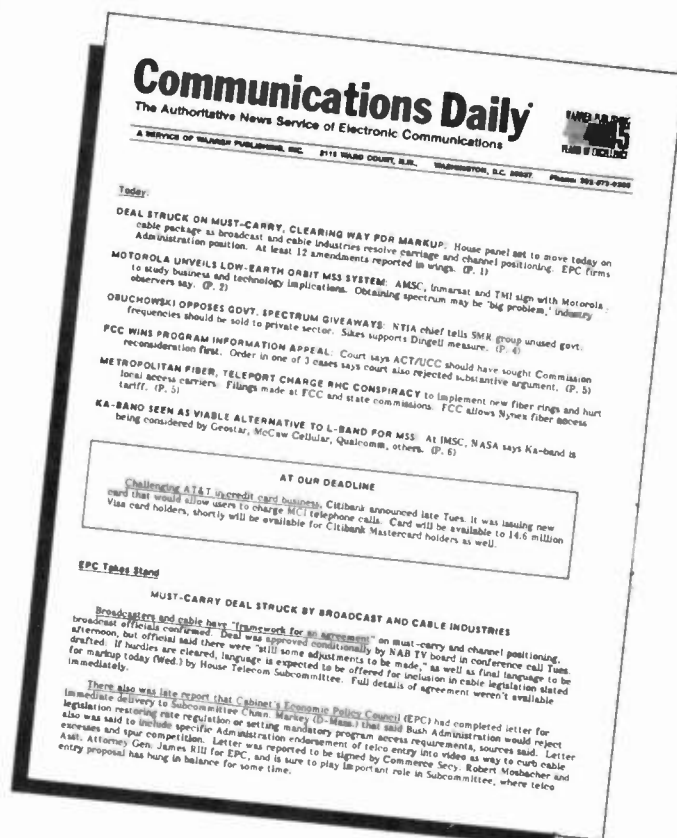 Communications Daily
The Authoritative News Service of Electronic Communications
WARREN PUBLISHING
45
YEARS OF EXCELLENCE
A SERVICE OF WARREN PUBLISHING, INC. 2115 WARD COURT, N.W., WASHINGTON, D.C. 20037. Phone: 202-872-9200
Today:
DEAL STRUCK ON MUST-CARRY, CLEARING WAY FOR MARKUP: House panel set to move today on
cable package as broadcast and cable industries resolve carriage and channel positioning. EPC firms
Administration position. At least 12 amendments reported in wings. (P. 1)
MOTOROLA UNVEILS LOW-EARTH ORBIT MSS SYSTEM: AMSC, Inmarsat and TMI sign with Motorola
to study business and technology implications. Obtaining spectrum may be 'big problem,' industry
observers say. (P. 2)
OBUCHOWSKI OPPOSES GOVT. SPECTRUM GIVEAWAYS: NTIA chief tells SMR group unused govt.
frequencies should be sold to private sector. Sikes supports Dingell measure. (P. 4)
FCC WINS PROGRAM INFORMATION APPEAL: Court says ACT/UCC should have sought Commission
reconsideration first. Order in one of 3 cases says court also rejected substantive argument. (P. 5)
METROPOLITAN FIBER, TELEPORT CHARGE RHC CONSPIRACY to implement new fiber rings and hurt
local access carriers. Filings made at FCC and state commissions. FCC allows Nynex fiber access
tariff. (P. 5)
KA-BAND SEEN AS VIABLE ALTERNATIVE TO L-BAND FOR MSS: At IMSC, NASA says Ka-band is
being considered by Geostar, McCaw Cellular, Qualcomm, others. (P. 6)
AT OUR DEADLINE
Challenging AT&T in credit card business, Citibank announced late Tues. it was issuing new
card that would allow users to charge MCI telephone calls. Card will be available to 14.6 million
Visa card holders, shortly will be available for Citibank Mastercard holders as well.
EPC Takes Stand
MUST-CARRY DEAL STRUCK BY BROADCAST AND CABLE INDUSTRIES
Broadcasters and cable have "framework for an agreement" on must-carry and channel positioning,
broadcast officials confirmed. Deal was approved conditionally by NAB TV board in conference call Tues.
afternoon, but official said there were "still some adjustments to be made," as well as final language to be
drafted. If hurdles are cleared, language is expected to be offered for inclusion in cable legislation slated
for markup today (Wed.) by House Telecom Subcommittee. Full details of agreement weren't available
immediately.
There also was late report that Cabinet's Economic Policy Council (EPC) had completed letter for
immediate delivery to Subcommittee Chmn. Markey (D-Mass.) that said Bush Administration would reject
legislation restoring rate regulation or setting mandatory program access requirements, sources said. Letter
also was said to include specific Administration endorsement of telco entry into video as way to curb cable
excesses and spur competition. Letter was reported to be signed by Commerce Secy. Robert Mosbacher and
Asst. Attorney Gen. James Rill for EPC, and is sure to play important role in Subcommittee, where telco
entry proposal has hung in balance for some time.